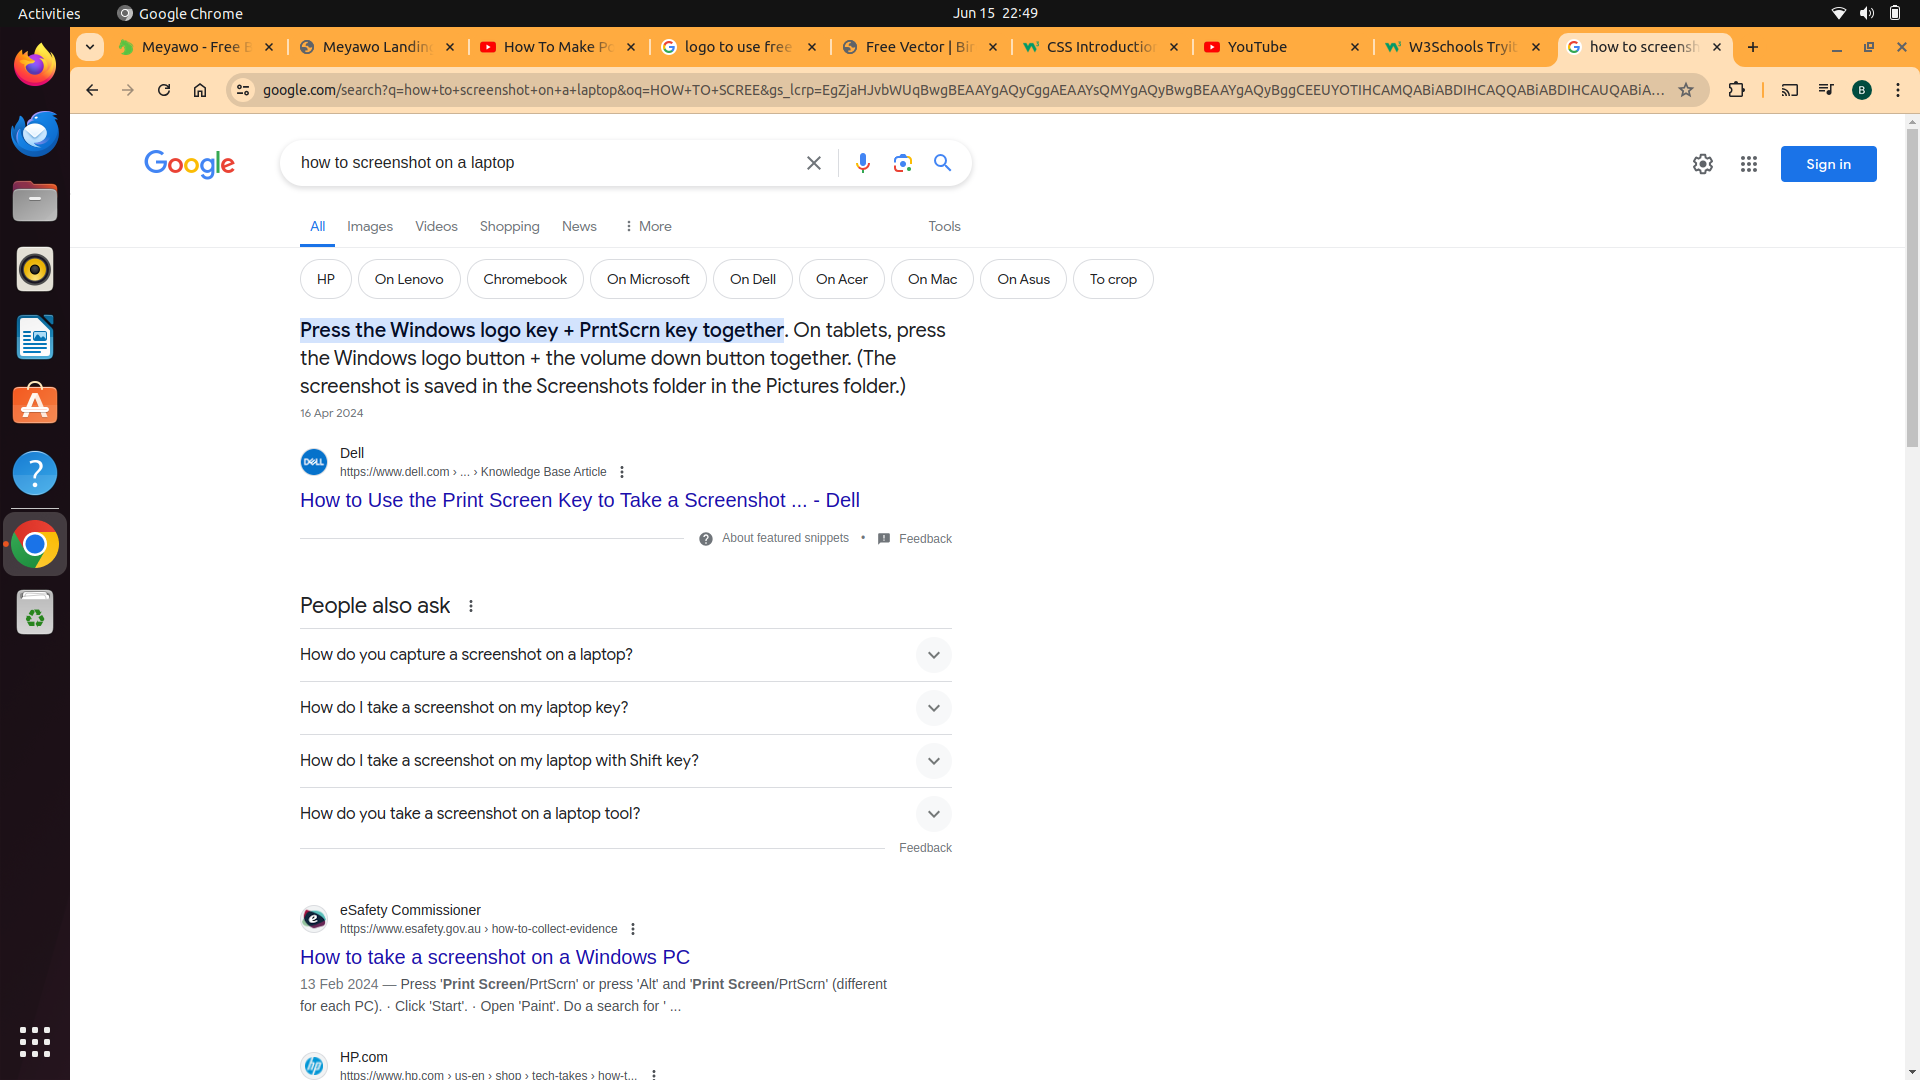 Activities
Google Chrome
Jun 15 22:49
Meyawo - Free B
Meyawo Landing
How To Make Po
logo to use free
Free Vector | Bir
CSS Introduction
YouTube
W3Schools Tryit
how to screensh
google.com/search?q=how+to+screenshot+on+a+laptop&oq=HOW+TO+SCREE&gs_lcrp=EgZjaHJvbWUqBwgBEAAYgAQyCggAEAAYsQMYgAQyBwgBEAAYgAQyBggCEEUYOTIHCAMQABiABDIHCAQQABiABDIHCAUQABiA...
B
Google
how to screenshot on a laptop
Sign in
All
Images
Videos
Shopping
News
More
Tools
HP
On Lenovo
Chromebook
On Microsoft
On Dell
On Acer
On Mac
On Asus
To crop
Press the Windows logo key + PrntScrn key together. On tablets, press
the Windows logo button + the volume down button together. (The
screenshot is saved in the Screenshots folder in the Pictures folder.)
16 Apr 2024
DELL
Dell
https://www.dell.com › ... › Knowledge Base Article
How to Use the Print Screen Key to Take a Screenshot ... - Dell
About featured snippets
•
Feedback
People also ask
How do you capture a screenshot on a laptop?
How do I take a screenshot on my laptop key?
How do I take a screenshot on my laptop with Shift key?
How do you take a screenshot on a laptop tool?
Feedback
eSafety Commissioner
https://www.esafety.gov.au › how-to-collect-evidence
How to take a screenshot on a Windows PC
13 Feb 2024 — Press 'Print Screen/PrtScrn' or press 'Alt' and 'Print Screen/PrtScrn' (different
for each PC). · Click 'Start'. · Open 'Paint'. Do a search for ' ...
hp
HP.com
https://www.hp.com › us-en › shop › tech-takes › how-t...